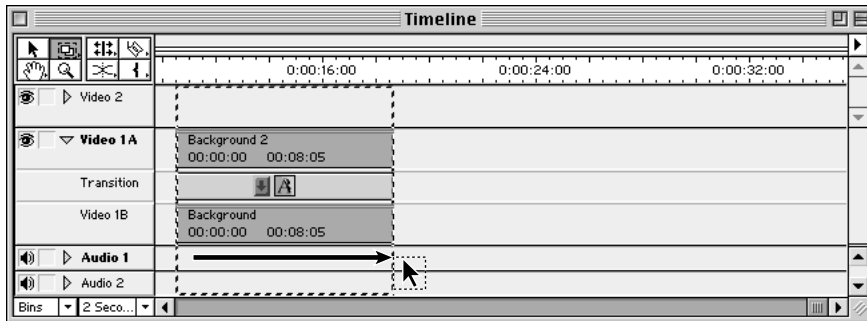 Timeline
0:00:16:00 0:00:24:00 0:00:32:00
Video 2
Video 1A
Background 2
00:00:00 00:08:05
Transition
Video 1B
Background
00:00:00 00:08:05
Audio 1
Audio 2
Bins 2 Seco...